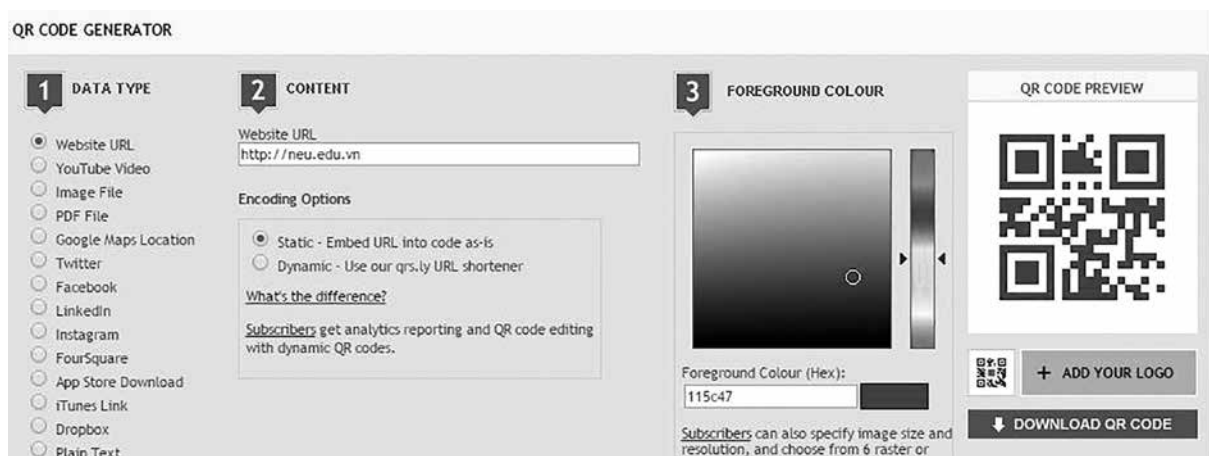 QR CODE GENERATOR
1 DATA TYPE
Website URL
YouTube Video
Image File
PDF File
Google Maps Location
Twitter
Facebook
LinkedIn
Instagram
FourSquare
App Store Download
iTunes Link
Dropbox
Plain Text
2 CONTENT
Website URL
http://neu.edu.vn
Encoding Options
Static - Embed URL into code as-is
Dynamic - Use our qrs.ly URL shortener
What's the difference?
Subscribers get analytics reporting and QR code editing
with dynamic QR codes.
3 FOREGROUND COLOUR
Foreground Colour (Hex):
115c47
Subscribers can also specify image size and
resolution, and choose from 6 raster or
QR CODE PREVIEW
+ ADD YOUR LOGO
DOWNLOAD QR CODE